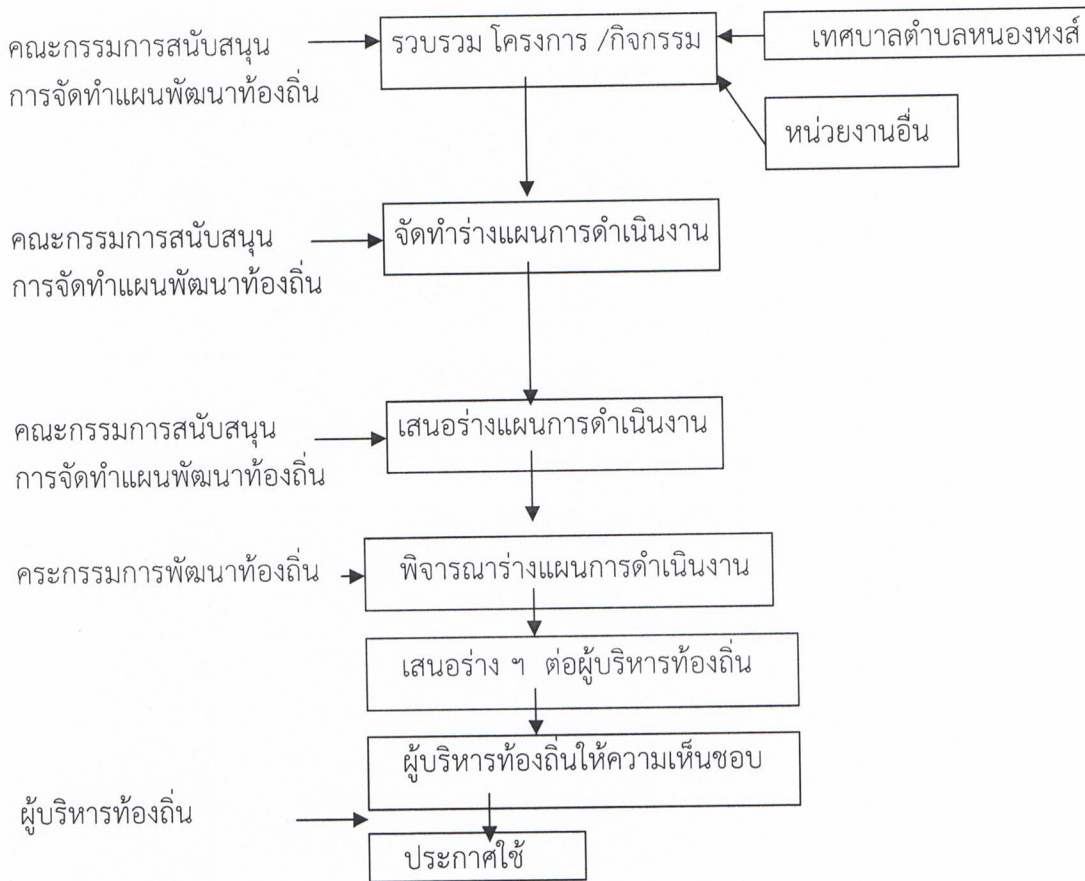 คณะกรรมการสนับสนุน
การจัดทำแผนพัฒนาท้องถิ่น
รวบรวม โครงการ /กิจกรรม
เทศบาลตำบลหนองหงส์
หน่วยงานอื่น
คณะกรรมการสนับสนุน
การจัดทำแผนพัฒนาท้องถิ่น
จัดทำร่างแผนการดำเนินงาน
คณะกรรมการสนับสนุน
การจัดทำแผนพัฒนาท้องถิ่น
เสนอร่างแผนการดำเนินงาน
คระกรรมการพัฒนาท้องถิ่น
พิจารณาร่างแผนการดำเนินงาน
เสนอร่าง ฯ ต่อผู้บริหารท้องถิ่น
ผู้บริหารท้องถิ่นให้ความเห็นชอบ
ผู้บริหารท้องถิ่น
ประกาศใช้